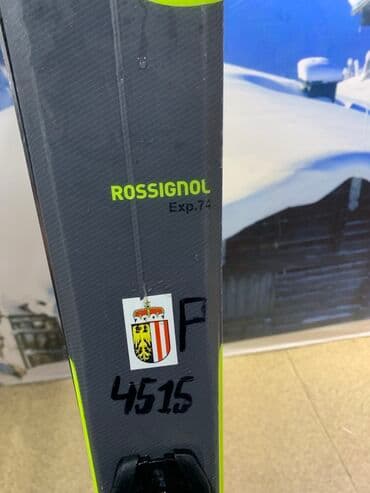 ROSSIGNOL
Exp.74
P
4515